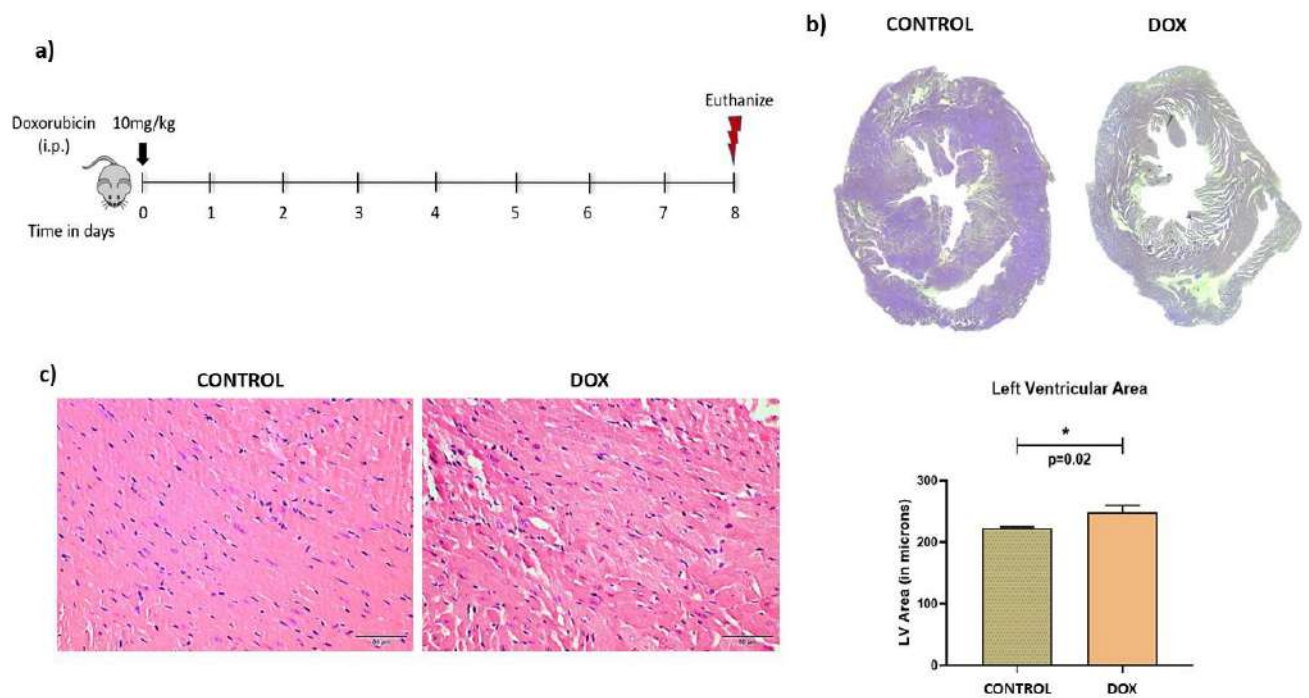 a)
Doxorubicin 10mg/kg
(i.p.)
Euthanize
0 1 2 3 4 5 6 7 8
Time in days
b)
CONTROL DOX
c)
CONTROL DOX
Left Ventricular Area
*
p=0.02
LV Area (in microns)
300
200
100
0
CONTROL DOX